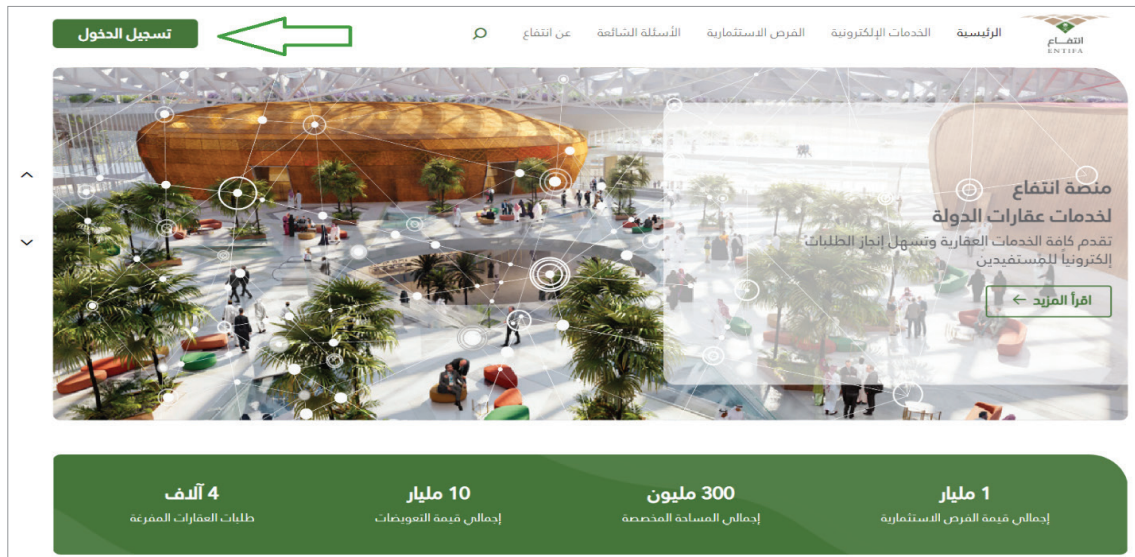 انتفــاع
ENTIFA
الرئيسية
الخدمات الإلكترونية
الفرص الاستثمارية
الأسئلة الشائعة
عن انتفاع
تسجيل الدخول
منصة انتفاع
لخدمات عقارات الدولة
تقدم كافة الخدمات العقارية وتسهل إنجاز الطلبات
إلكترونياً للمستفيدين
اقرأ المزيد
1 مليار
إجمالي قيمة الفرص الاستثمارية
300 مليون
إجمالي المساحة المخصصة
10 مليار
إجمالي قيمة التعويضات
4 آلاف
طلبات العقارات المفرغة